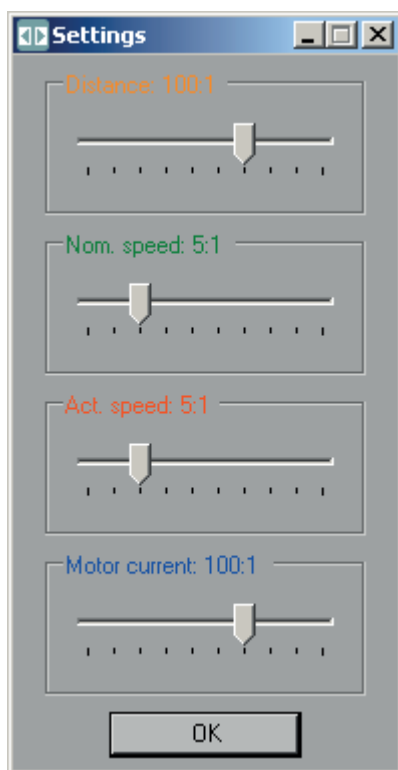 Settings
Distance: 100:1
Nom. speed: 5:1
Act. speed: 5:1
Motor current: 100:1
OK